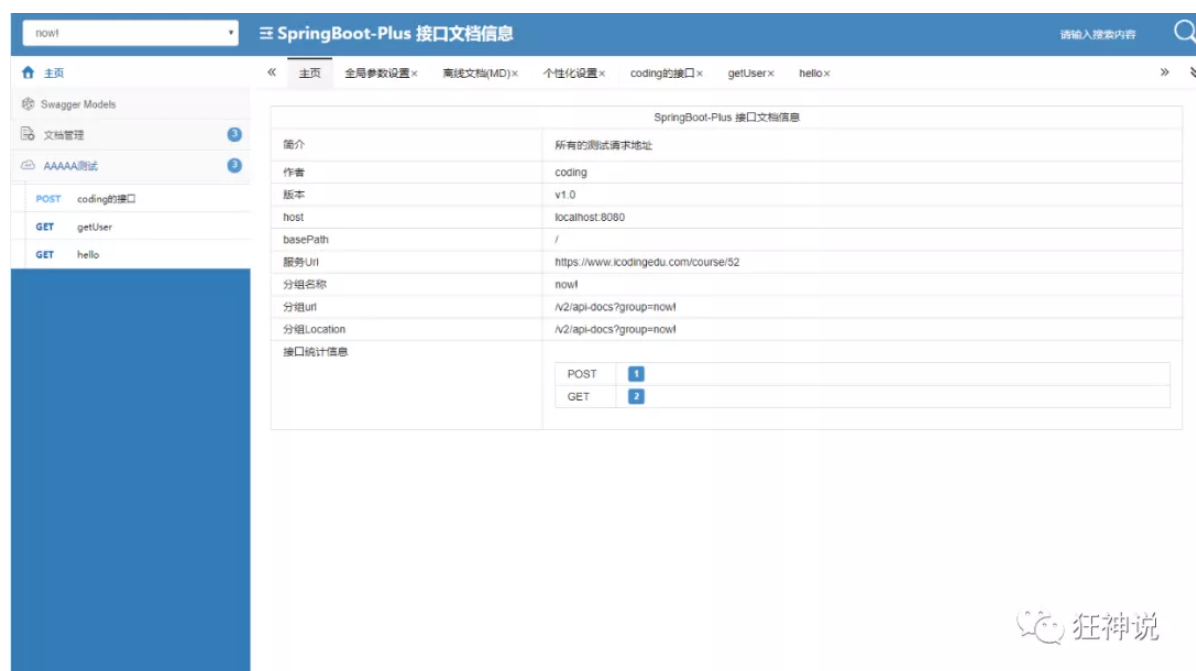 now!
SpringBoot-Plus 接口文档信息
请输入搜索内容
主页
主页
全局参数设置×
离线文档(MD)×
个性化设置×
coding的接口×
getUser×
hello×
Swagger Models
文档管理 3
AAAAA测试 3
POST coding的接口
GET getUser
GET hello
SpringBoot-Plus 接口文档信息
简介 所有的测试请求地址
作者 coding
版本 v1.0
host localhost:8080
basePath /
服务Url https://www.icodingedu.com/course/52
分组名称 now!
分组url /v2/api-docs?group=now!
分组Location /v2/api-docs?group=now!
接口统计信息
POST 1
GET 2
狂神说